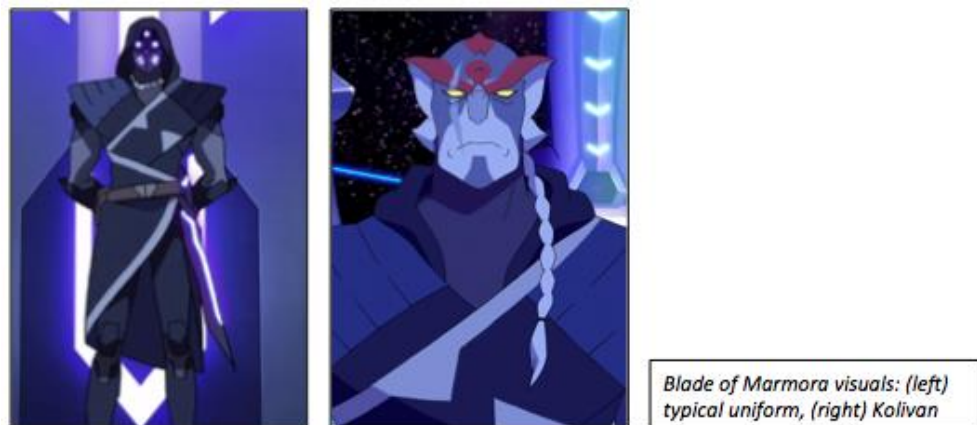 Blade of Marmora visuals: (left)
typical uniform, (right) Kolivan